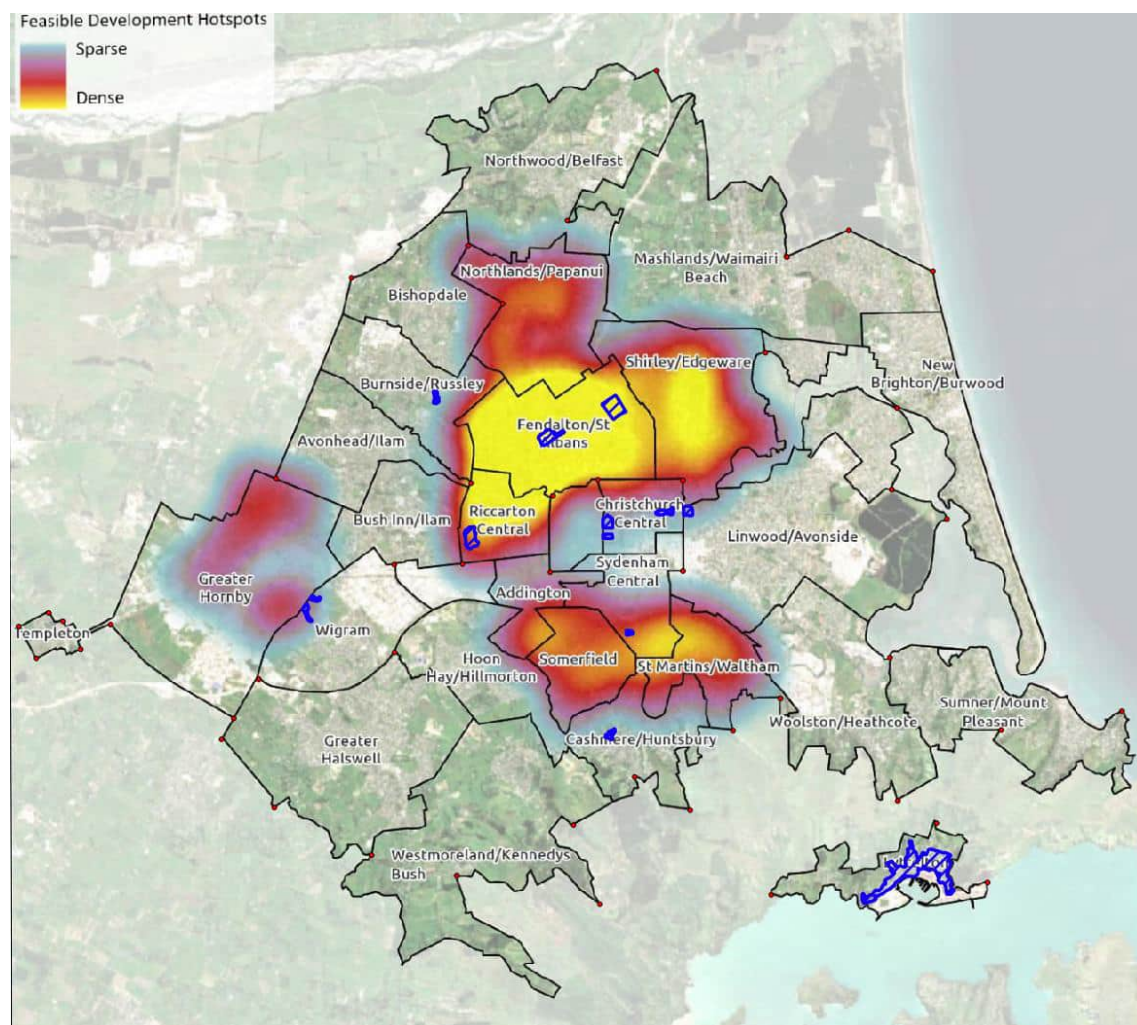 Feasible Development Hotspots
Sparse
Dense
Northwood/Belfast
Mashlands/Waimairi
Beach
Northlands/Papanui
Bishopdale
Shirley/Edgeware
New
Brighton/Burwood
Burnside/Russley
Fendalton/St
Albans
Avonhead/Ilam
Bush Inn/Ilam
Riccarton
Central
Christchurch
Central
Linwood/Avonside
Greater
Hornby
Sydenham
Central
Addington
Templeton
Wigram
Hoon
Hay/Hillmorton
Somerfield
St Martins/Waltham
Sumner/Mount
Pleasant
Woolston/Heathcote
Cashmere/Huntsbury
Greater
Halswell
Westmoreland/Kennedys
Bush